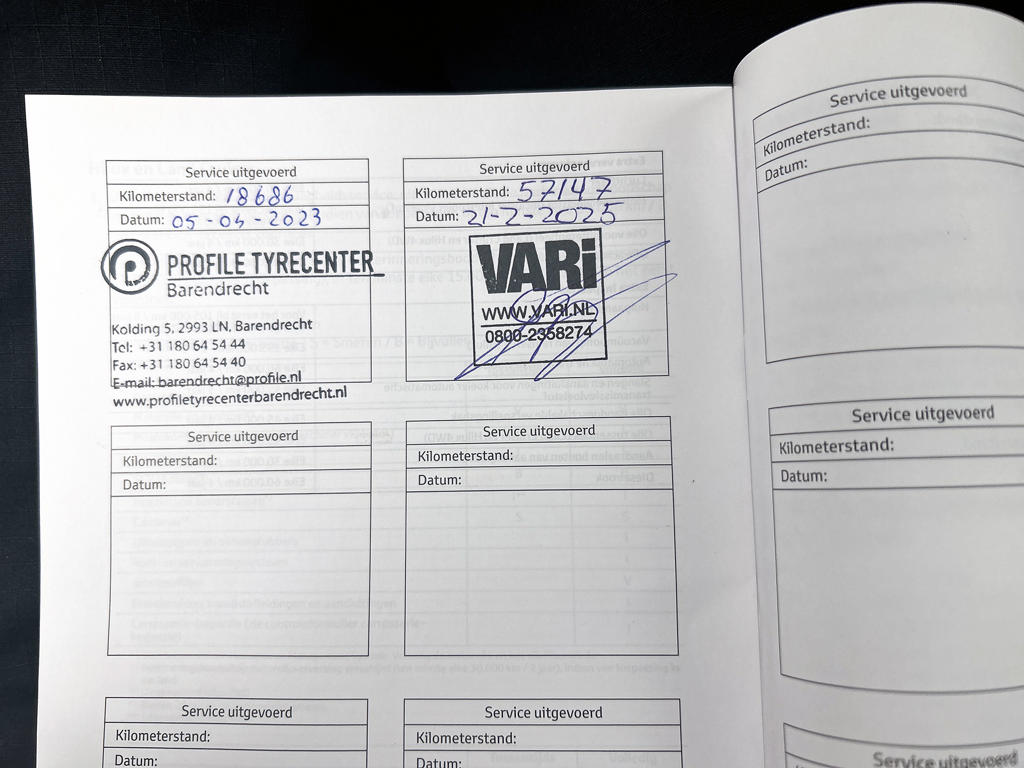 Service uitgevoerd
Kilometerstand: 18686
Datum: 05-04-2023
PROFILE TYRECENTER
Barendrecht
Kolding 5, 2993 LN, Barendrecht
Tel: +31 180 64 54 44
Fax: +31 180 64 54 40
E-mail: barendrecht@profile.nl
www.profiletyrecenterbarendrecht.nl
Service uitgevoerd
Kilometerstand: 57147
Datum: 21-2-2025
VARi
WWW.VARI.NL
0800-2358274
Service uitgevoerd
Kilometerstand:
Datum:
Service uitgevoerd
Kilometerstand:
Datum:
Service uitgevoerd
Kilometerstand:
Datum:
Service uitgevoerd
Kilometerstand:
Datum:
Service uitgevoerd
Kilometerstand:
Datum:
Service uitgevoerd
Kilometerstand:
Datum:
Service uitgevoerd